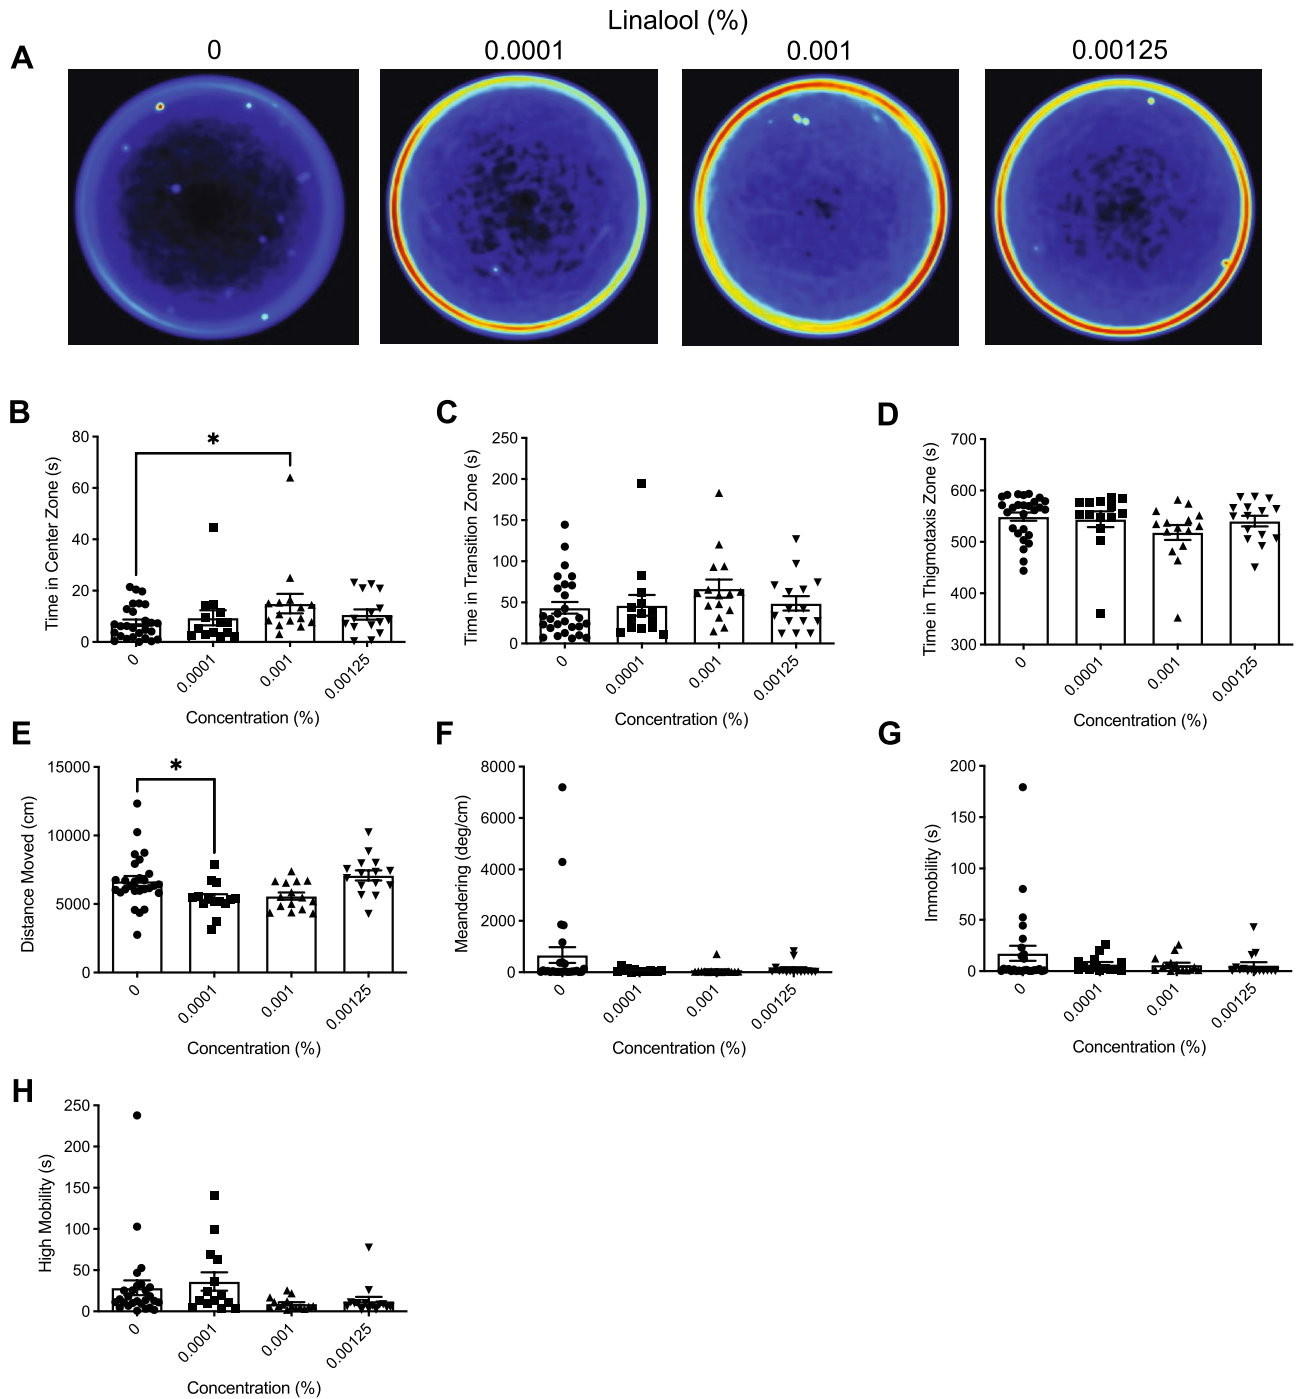 Linalool (%)
A
0 0.0001 0.001 0.00125
B
Time in Center Zone (s)
80
60
40
20
0
*
0 0.0001 0.001 0.00125
Concentration (%)
C
Time in Transition Zone (s)
250
200
150
100
50
0
0 0.0001 0.001 0.00125
Concentration (%)
D
Time in Thigmotaxis Zone (s)
700
600
500
400
300
0 0.0001 0.001 0.00125
Concentration (%)
E
Distance Moved (cm)
15000
10000
5000
0
*
0 0.0001 0.001 0.00125
Concentration (%)
F
Meandering (deg/cm)
8000
6000
4000
2000
0
0 0.0001 0.001 0.00125
Concentration (%)
G
Immobility (s)
200
150
100
50
0
0 0.0001 0.001 0.00125
Concentration (%)
H
High Mobility (s)
250
200
150
100
50
0
0 0.0001 0.001 0.00125
Concentration (%)